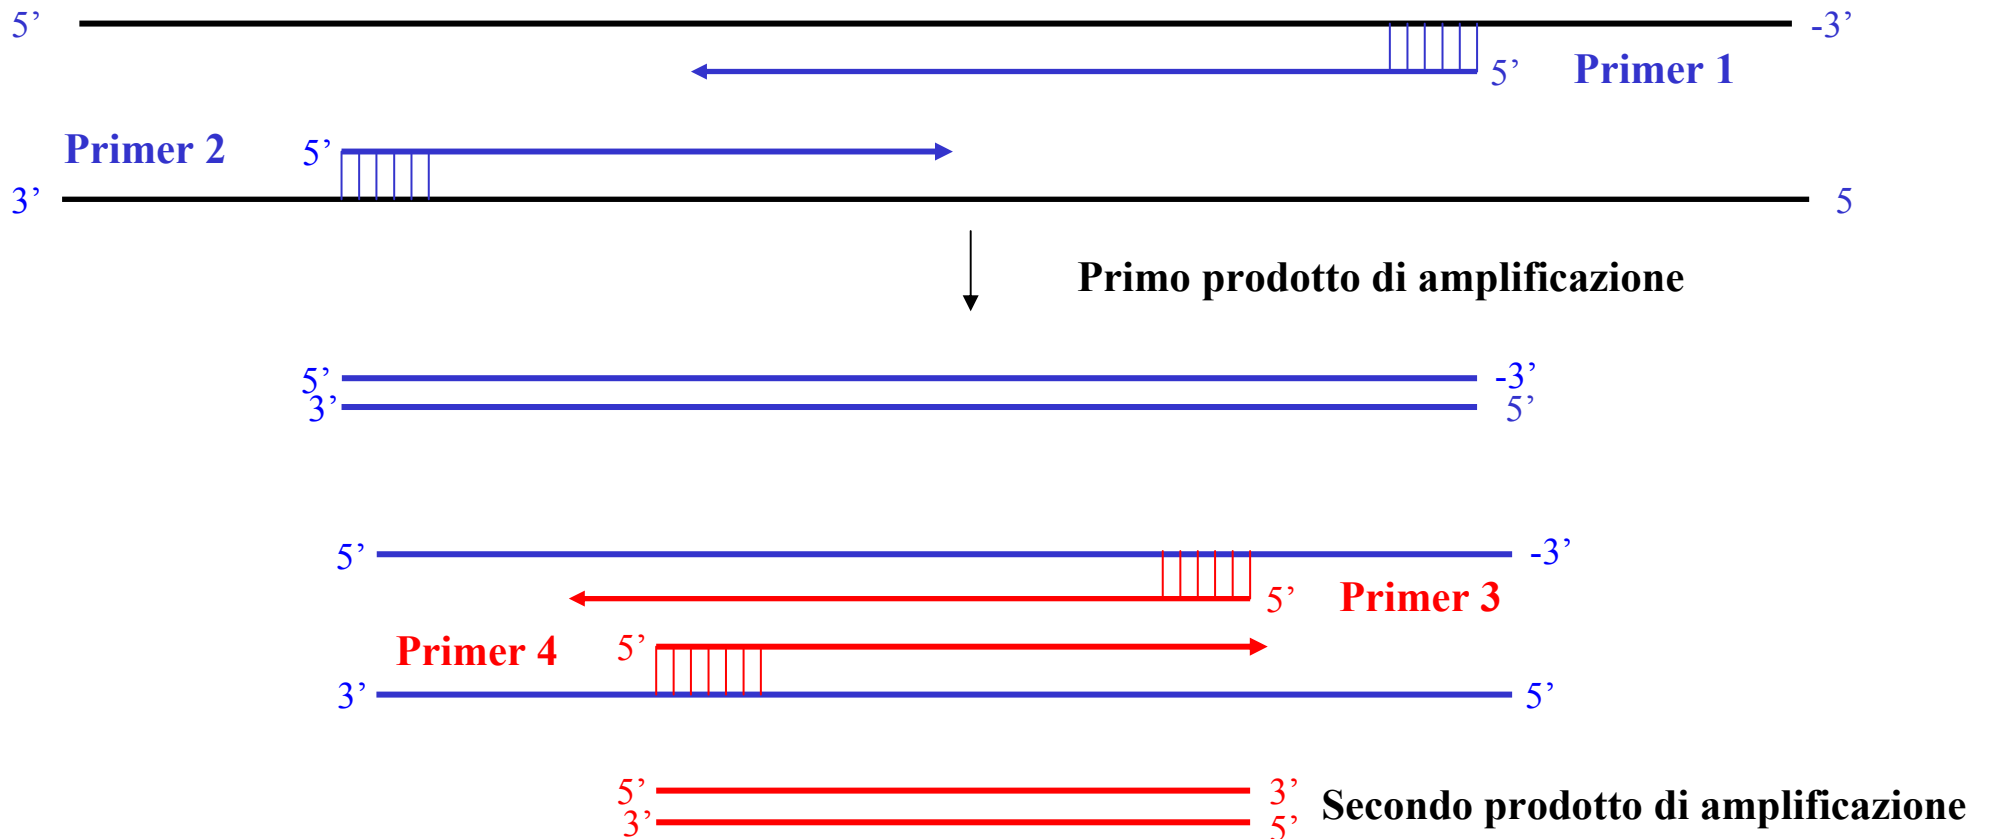 5’ -3’
5’ Primer 1
Primer 2 5’
3’ 5
Primo prodotto di amplificazione
5’ -3’
3’ 5’
5’ -3’
5’ Primer 3
Primer 4 5’
3’ 5’
5’ 3’
Secondo prodotto di amplificazione
3’ 5’